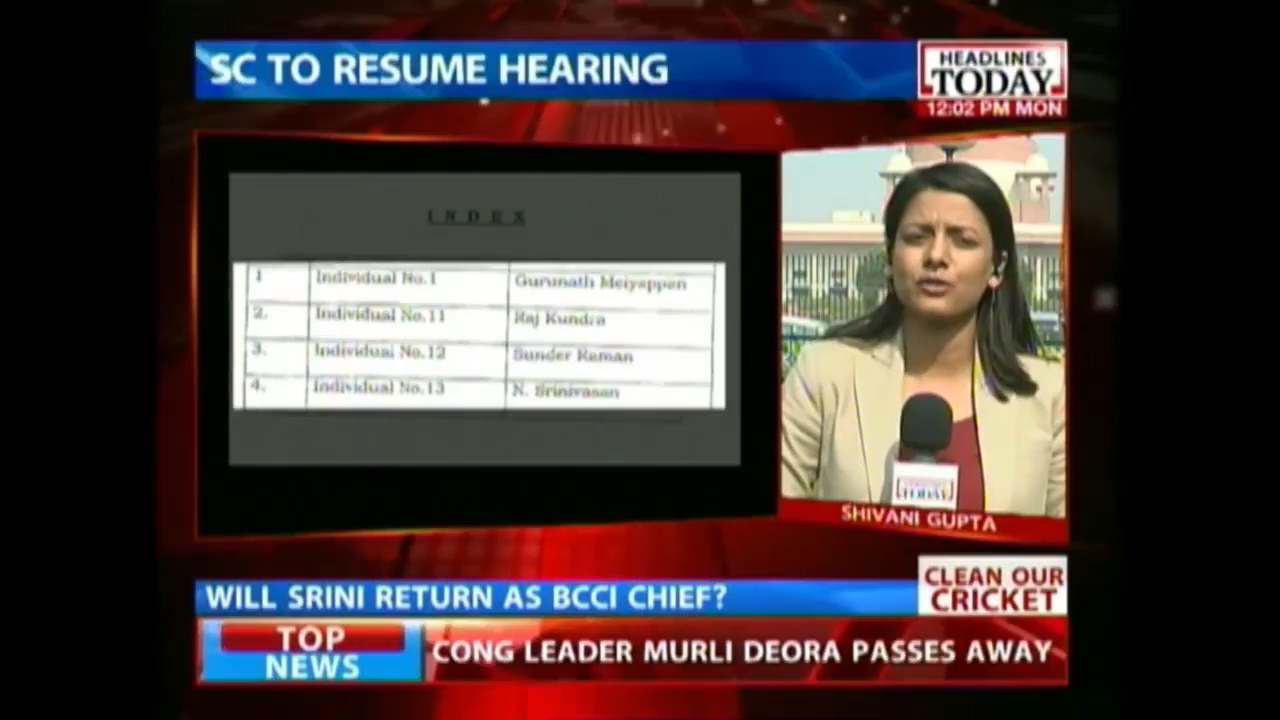 SC TO RESUME HEARING
HEADLINES
TODAY
12:02 PM MON
INDEX
1 Individual No.1 Gurunath Meiyappen
2. Individual No.11 Raj Kundra
3. Individual No.12 Sunder Raman
4. Individual No.13 N. Srinivasan
TODAY
SHIVANI GUPTA
WILL SRINI RETURN AS BCCI CHIEF?
CLEAN OUR
CRICKET
TOP
NEWS
CONG LEADER MURLI DEORA PASSES AWAY